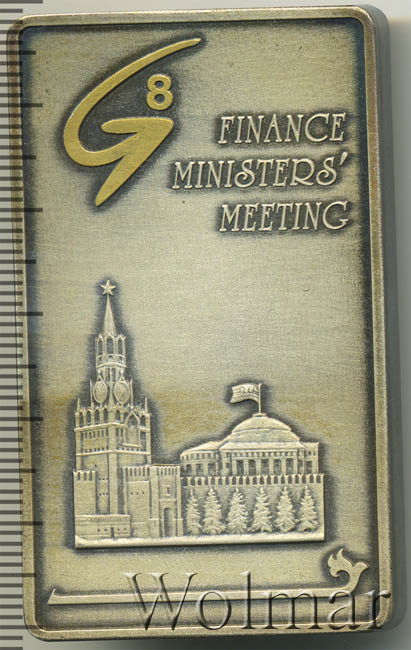 G8
FINANCE
MINISTERS'
MEETING
Wolmar